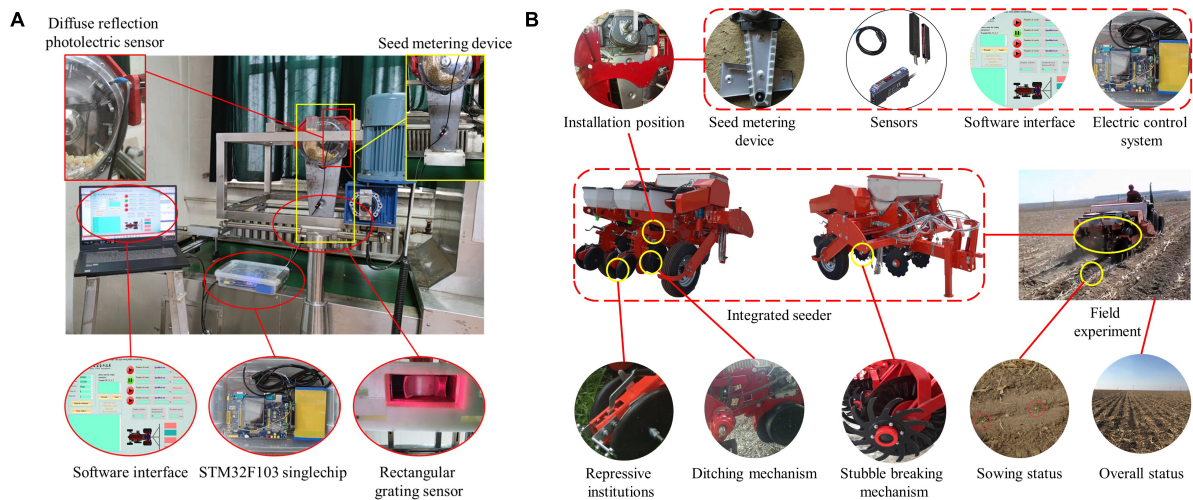 A
Diffuse reflection
photolectric sensor
Seed metering device
Software interface
STM32F103 singlechip
Rectangular
grating sensor
B
Installation position
Seed metering
device
Sensors
Software interface
Electric control
system
Integrated seeder
Field
experiment
Repressive
institutions
Ditching mechanism
Stubble breaking
mechanism
Sowing status
Overall status